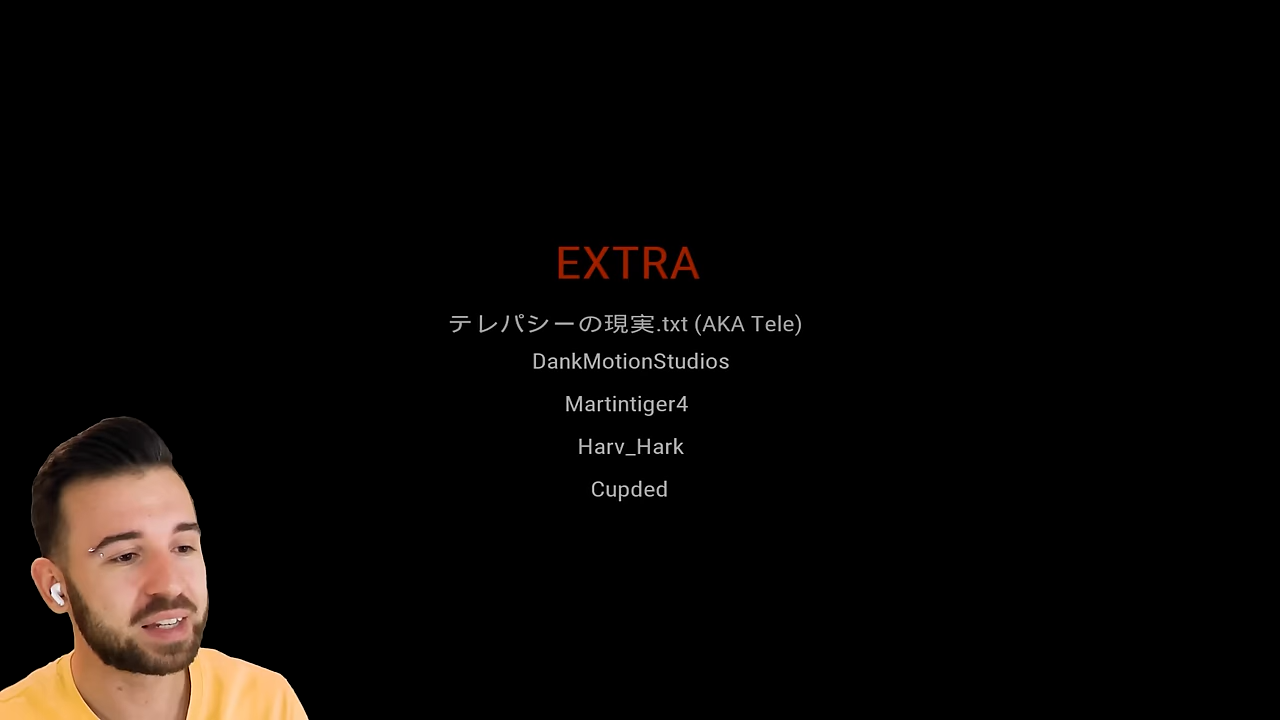 EXTRA
テレパシーの現実.txt (AKA Tele)
DankMotionStudios
Martintiger4
Harv_Hark
Cupded